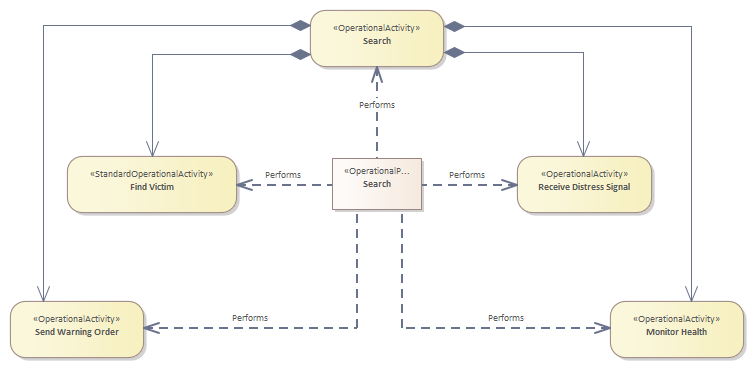 «OperationalActivity»
Search
Performs
«StandardOperationalActivity»
Find Victim
Performs
«OperationalP...
Search
Performs
«OperationalActivity»
Receive Distress Signal
«OperationalActivity»
Send Warning Order
Performs
Performs
«OperationalActivity»
Monitor Health